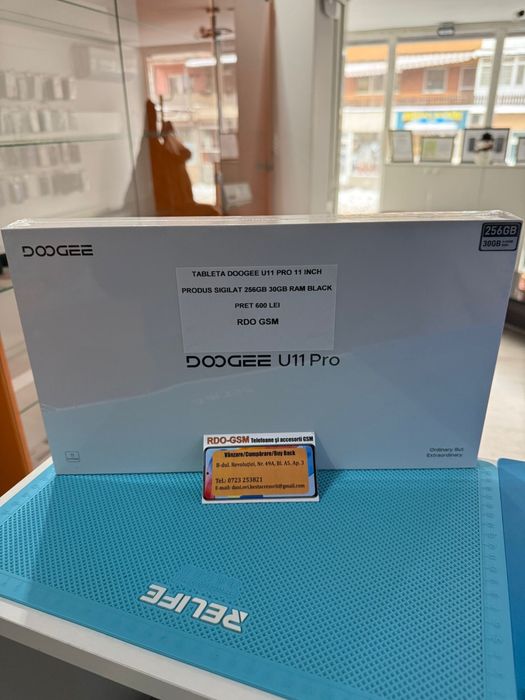 DOOGEE
256GB
30GB
TABLETA DOOGEE U11 PRO 11 INCH
PRODUS SIGILAT 256GB 30GB RAM BLACK
PRET 600 LEI
RDO GSM
DOOGEE U11 Pro
Ordinary But
Extraordinary
RDO-GSM Telefoane și accesorii GSM
Vânzare/Cumpărare/Buy Back
B-dul. Revoluției, Nr. 49A, Bl. A5, Ap. 3
Tel.: 0723 253821
RELIFE